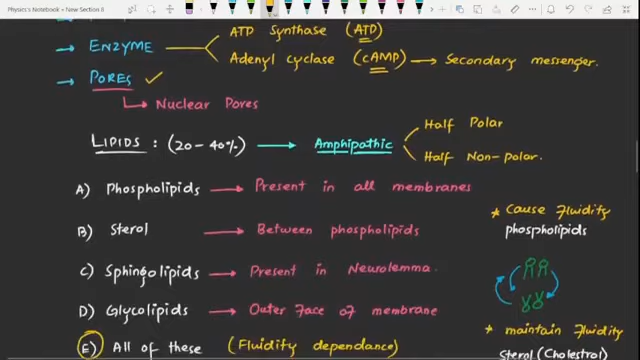 Physics's Notebook » New Section 8
ATP Synthase (ATP)
→ ENZYME
Adenyl cyclase (cAMP) → Secondary messenger.
→ PORES ✓
Nuclear Pores
LIPIDS : (20-40%) → Amphipathic
Half Polar
Half Non-polar.
A) Phospholipids → Present in all membranes
B) Sterol → Between phospholipids
C) Sphingolipids → Present in Neurolemma.
D) Glycolipids → Outer Face of membrane
E) All of these (Fluidity dependance)
* Cause Fluidity
phospholipids
* maintain Fluidity
Sterol (Cholestrol)